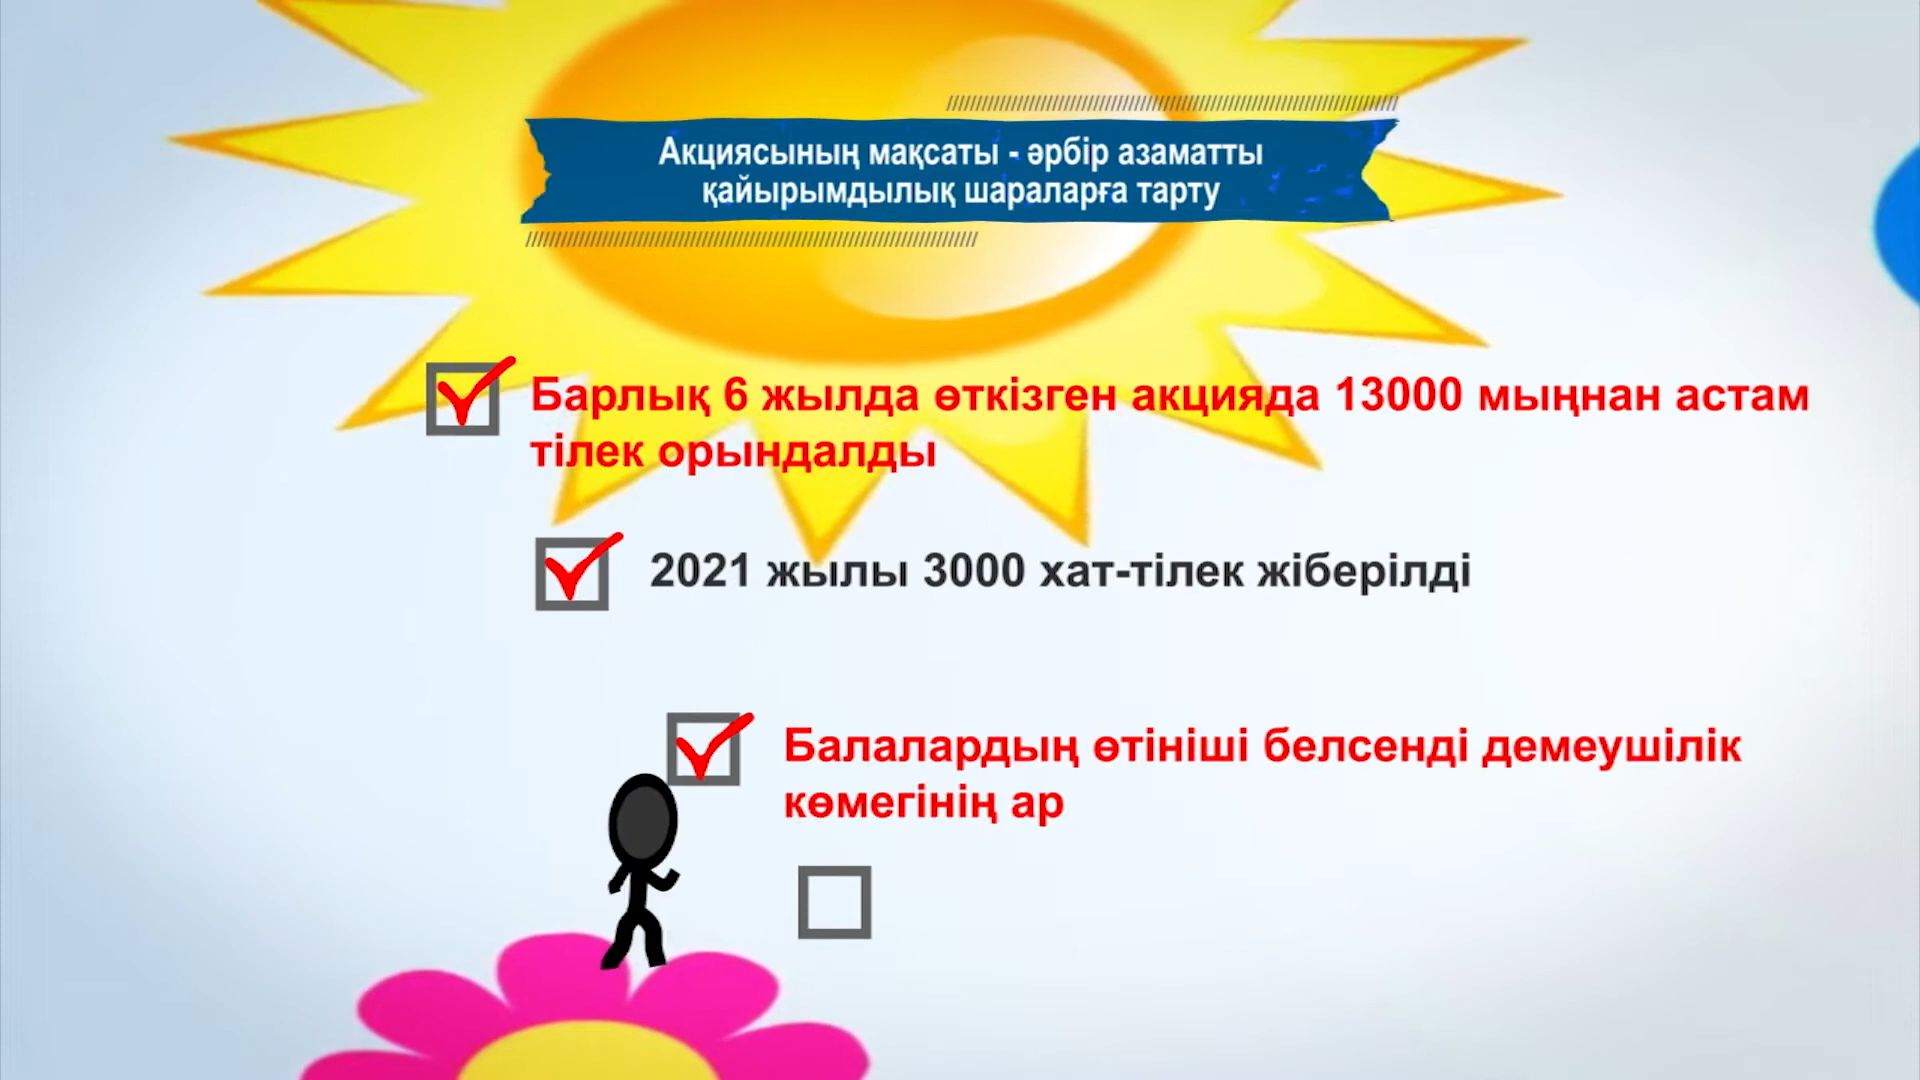 Акциясының мақсаты - әрбір азаматты
қайырымдылық шараларға тарту
Барлық 6 жылда өткізген акцияда 13000 мыңнан астам
тілек орындалды
2021 жылы 3000 хат-тілек жіберілді
Балалардың өтініші белсенді демеушілік
көмегінің ар